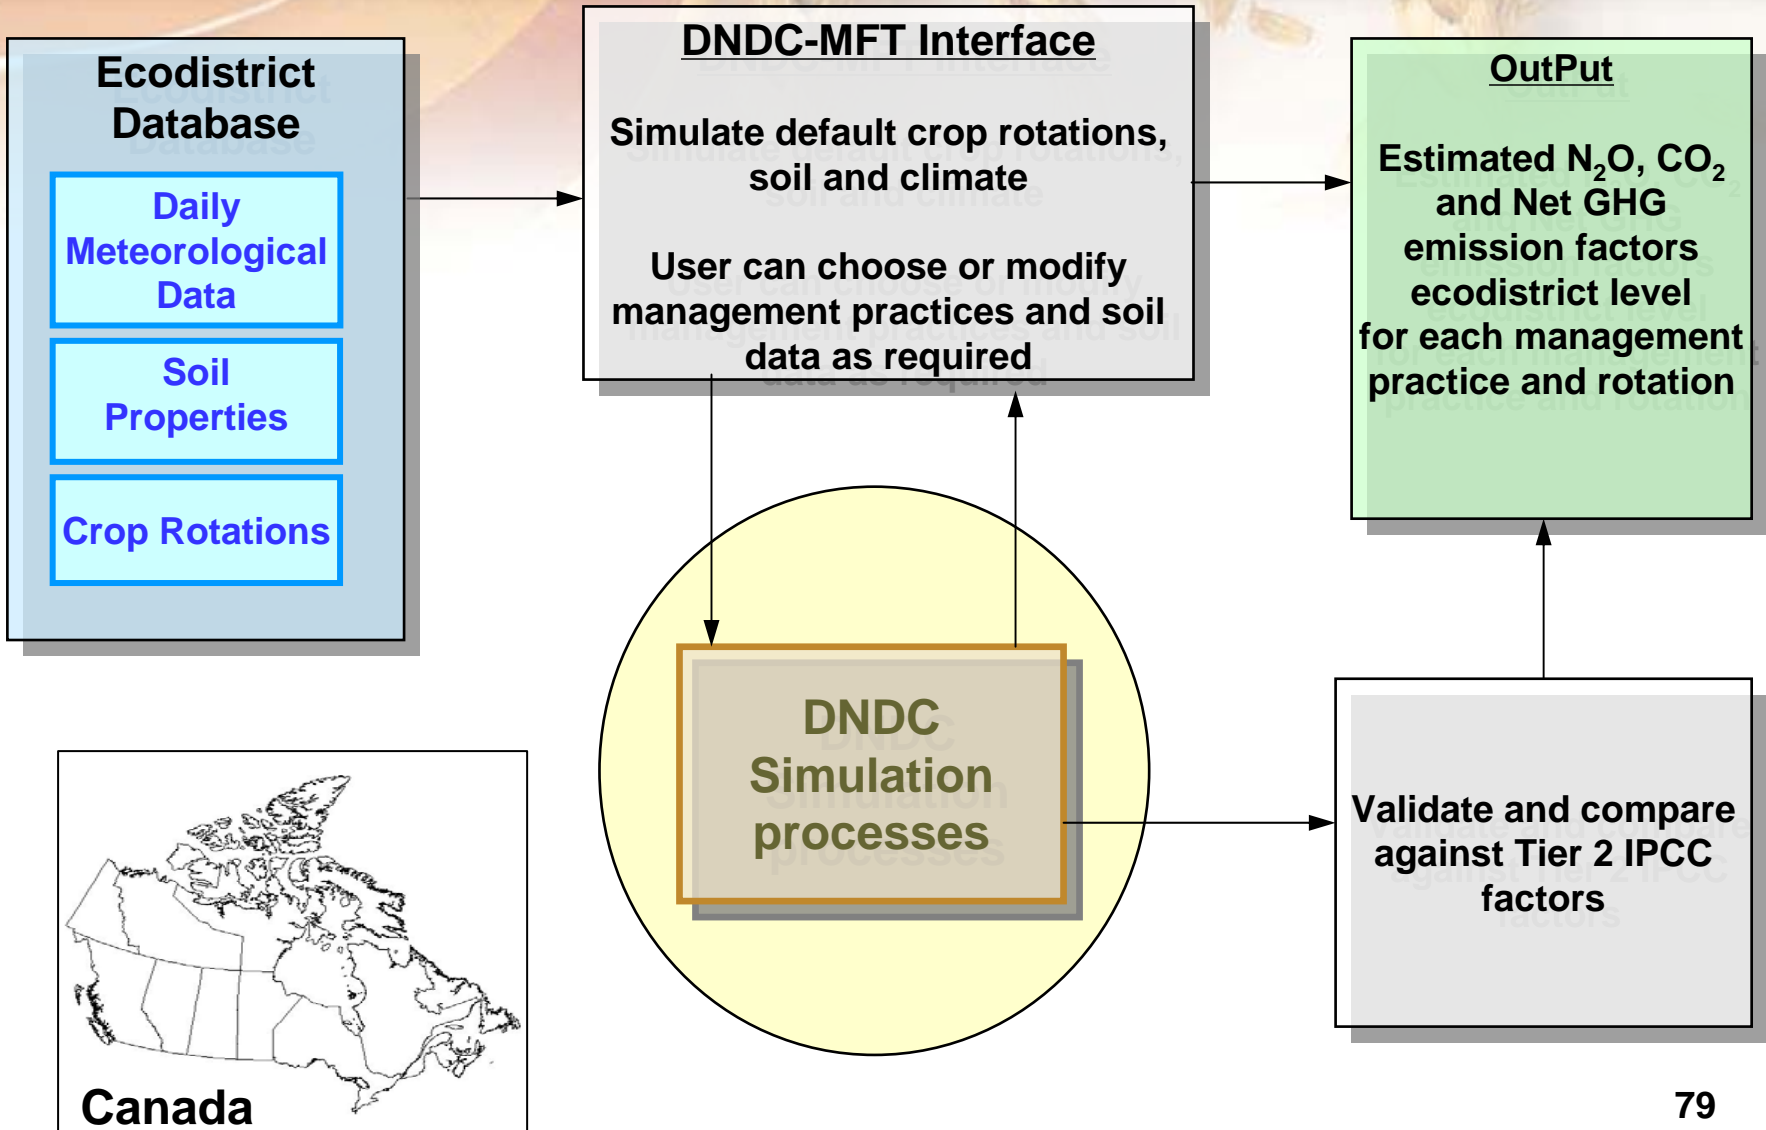 Ecodistrict
Database
Daily
Meteorological
Data
Soil
Properties
Crop Rotations
DNDC-MFT Interface
Simulate default crop rotations,
soil and climate
User can choose or modify
management practices and soil
data as required
OutPut
Estimated N₂O, CO₂
and Net GHG
emission factors
ecodistrict level
for each management
practice and rotation
DNDC
Simulation
processes
Validate and compare
against Tier 2 IPCC
factors
Canada
79